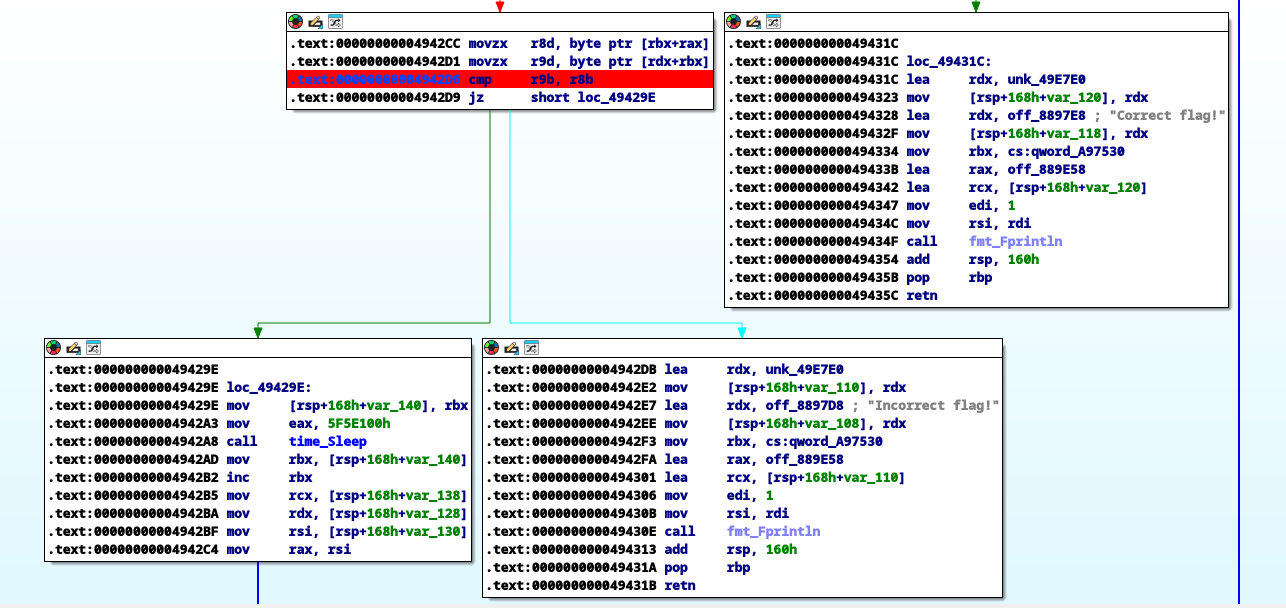 .text:00000000004942CC movzx r8d, byte ptr [rbx+rax]
.text:00000000004942D1 movzx r9d, byte ptr [rdx+rbx]
.text:00000000004942D6 cmp r9b, r8b
.text:00000000004942D9 jz short loc_49429E
.text:000000000049431C
.text:000000000049431C loc_49431C:
.text:000000000049431C lea rdx, unk_49E7E0
.text:0000000000494323 mov [rsp+168h+var_120], rdx
.text:0000000000494328 lea rdx, off_8897E8 ; "Correct flag!"
.text:000000000049432F mov [rsp+168h+var_118], rdx
.text:0000000000494334 mov rbx, cs:qword_A97530
.text:000000000049433B lea rax, off_889E58
.text:0000000000494342 lea rcx, [rsp+168h+var_120]
.text:0000000000494347 mov edi, 1
.text:000000000049434C mov rsi, rdi
.text:000000000049434F call fmt_Fprintln
.text:0000000000494354 add rsp, 160h
.text:000000000049435B pop rbp
.text:000000000049435C retn
.text:000000000049429E
.text:000000000049429E loc_49429E:
.text:000000000049429E mov [rsp+168h+var_140], rbx
.text:00000000004942A3 mov eax, 5F5E100h
.text:00000000004942A8 call time_Sleep
.text:00000000004942AD mov rbx, [rsp+168h+var_140]
.text:00000000004942B2 inc rbx
.text:00000000004942B5 mov rcx, [rsp+168h+var_138]
.text:00000000004942BA mov rdx, [rsp+168h+var_128]
.text:00000000004942BF mov rsi, [rsp+168h+var_130]
.text:00000000004942C4 mov rax, rsi
.text:00000000004942DB lea rdx, unk_49E7E0
.text:00000000004942E2 mov [rsp+168h+var_110], rdx
.text:00000000004942E7 lea rdx, off_8897D8 ; "Incorrect flag!"
.text:00000000004942EE mov [rsp+168h+var_108], rdx
.text:00000000004942F3 mov rbx, cs:qword_A97530
.text:00000000004942FA lea rax, off_889E58
.text:0000000000494301 lea rcx, [rsp+168h+var_110]
.text:0000000000494306 mov edi, 1
.text:000000000049430B mov rsi, rdi
.text:000000000049430E call fmt_Fprintln
.text:0000000000494313 add rsp, 160h
.text:000000000049431A pop rbp
.text:000000000049431B retn